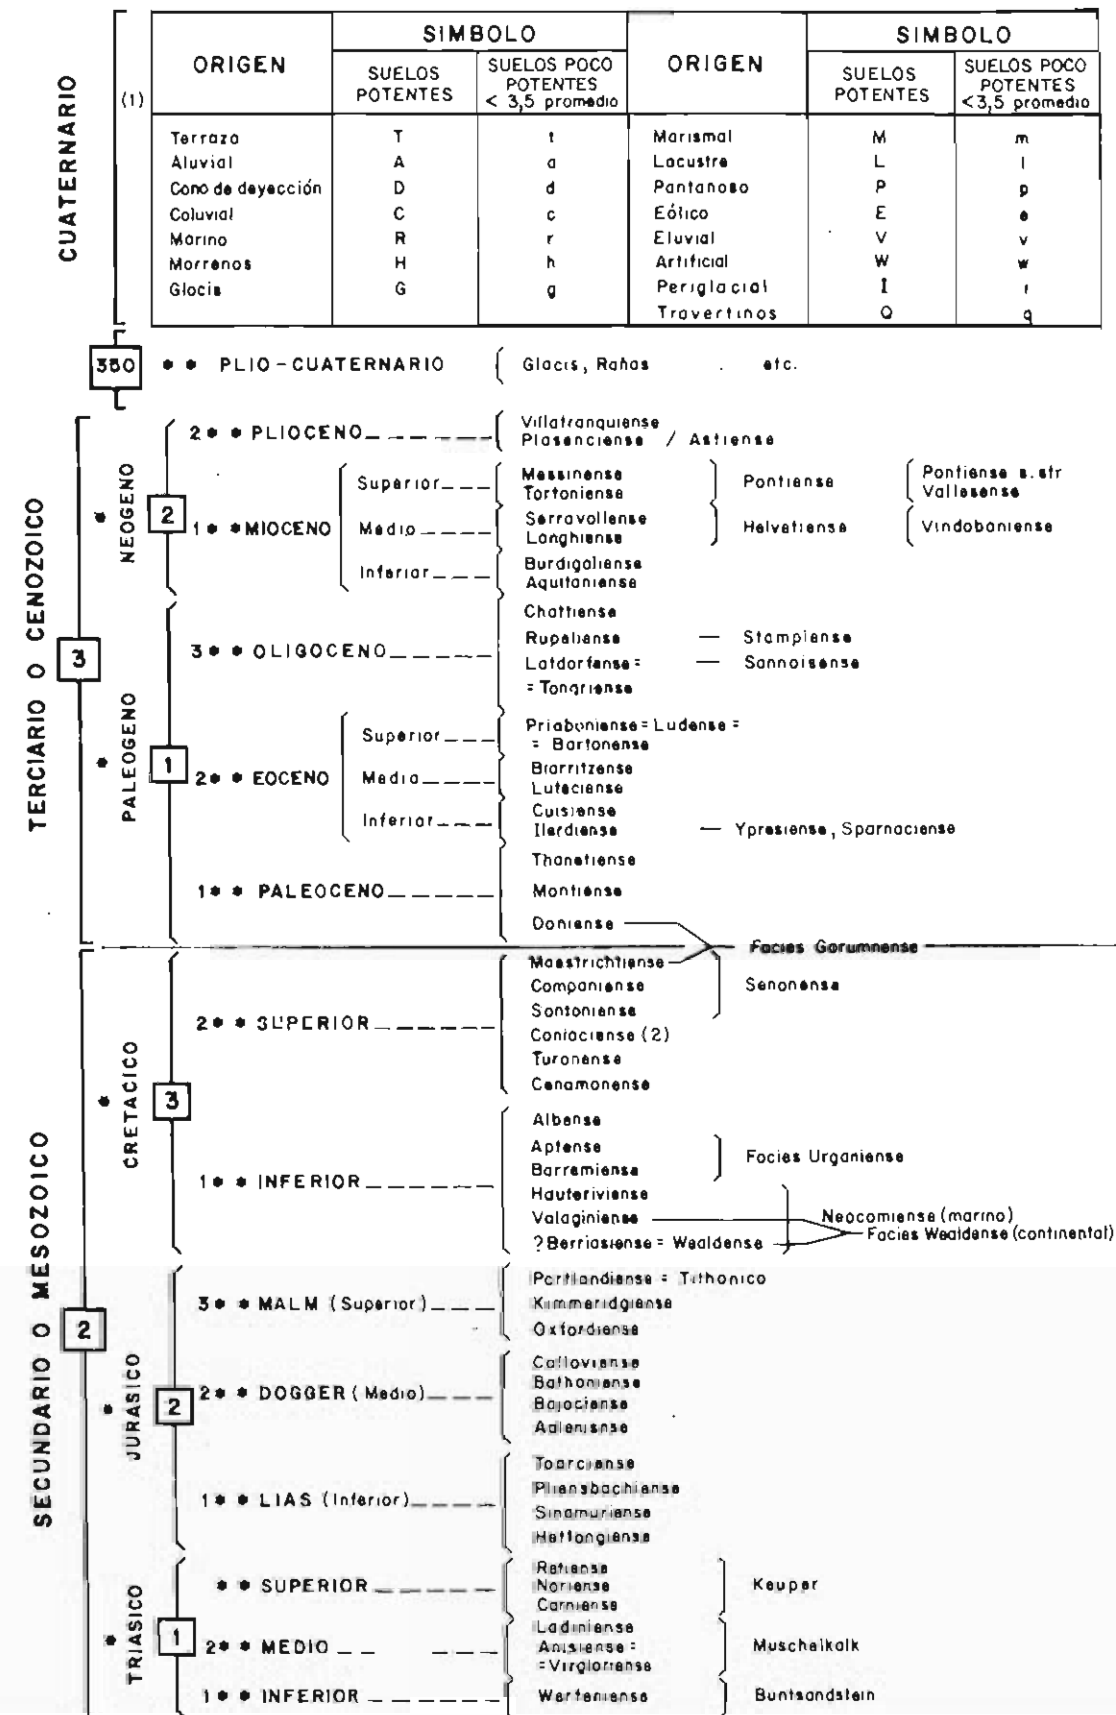 CUATERNARIO
(1)
ORIGEN
SIMBOLO
ORIGEN
SIMBOLO
SUELOS POTENTES
SUELOS POCO POTENTES < 3,5 promedio
SUELOS POTENTES
SUELOS POCO POTENTES <3,5 promedio
Terraza T t Marismal M m
Aluvial A a Lacustre L l
Cono de deyección D d Pantanoso P p
Coluvial C c Eólico E e
Marino R r Eluvial V v
Morrenas H h Artificial W w
Glacis G g Periglacial I i
Travertinos Q q
350 * * PLIO-CUATERNARIO Glacis, Rañas . etc.
TERCIARIO O CENOZOICO
3
* NEOGENO
2
2 * * PLIOCENO
Villafranquiense
Plasenciense / Astiense
1 * * MIOCENO
Superior
Messinense
Tortoniense
Pontiense
Pontiense s.str
Vallesense
Medio
Serravallense
Langhiense
Helvetiense
Vindobaniense
Inferior
Burdigaliense
Aquitaniense
* PALEOGENO
1
3 * * OLIGOCENO
Chattiense
Rupeliense — Stampiense
Latdorfense = — Sannoisense
= Tongriense
2 * * EOCENO
Superior
Priaboniense = Ludense =
= Bartonense
Medio
Biarritzense
Luteciense
Inferior
Cuisiense
Ilerdiense — Ypresiense, Sparnaciense
1 * * PALEOCENO
Thanetiense
Montiense
Daniense
Facies Garumnense
SECUNDARIO O MESOZOICO
2
* CRETACICO
3
2 * * SUPERIOR
Maestrichtiense
Campaniense
Santoniense
Senonense
Coniaciense (2)
Turonense
Cenamonense
1 * * INFERIOR
Albense
Aptense
Barremiense
Facies Urganiense
Hauteriviense
Valaginiense
?Berriasiense = Wealdense
Neocomiense (marino)
Facies Wealdense (continental)
* JURASICO
2
3 * * MALM (Superior)
Portlandiense = Tithonico
Kimmeridgiense
Oxfordiense
2 * * DOGGER (Medio)
Calloviense
Bathoniense
Bajociense
Aaleniense
1 * * LIAS (Inferior)
Toarciense
Pliensbachiense
Sinamuriense
Hettangiense
* TRIASICO
1
* * SUPERIOR
Retiense
Noriense
Carniense
Keuper
2 * * MEDIO
Ladiniense
Anisiense =
=Virgloriense
Muschelkalk
1 * * INFERIOR
Werfeniense
Buntsandstein